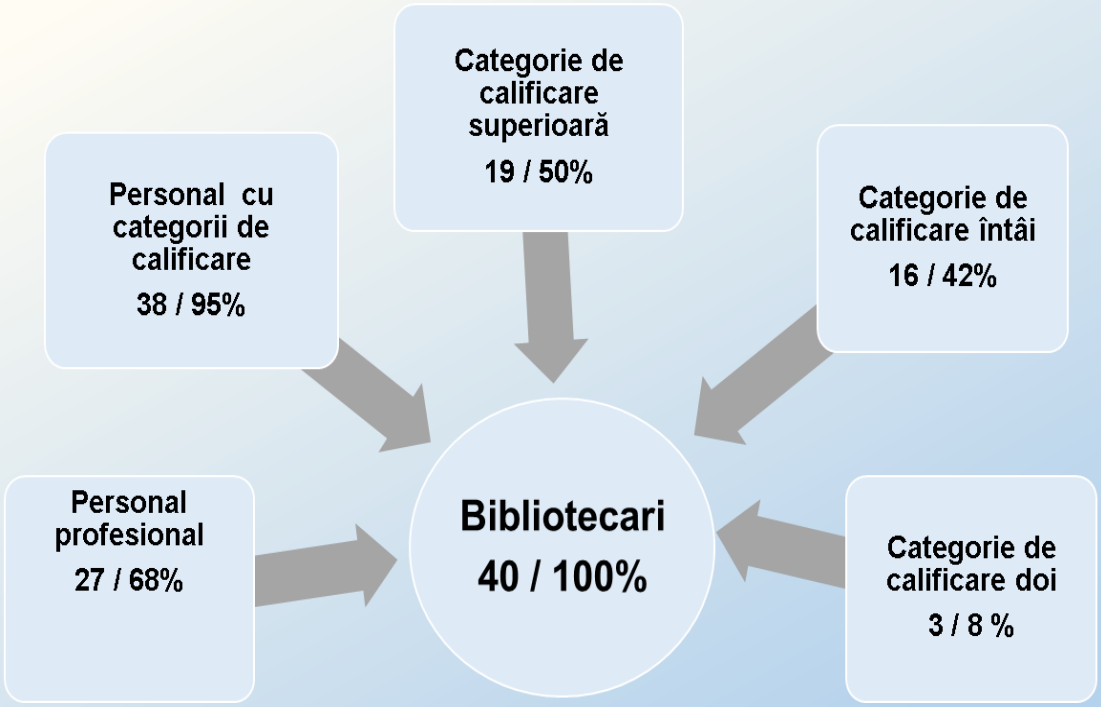 Categorie de
calificare
superioară
19 / 50%
Personal cu
categorii de
calificare
38 / 95%
Categorie de
calificare întâi
16 / 42%
Personal
profesional
27 / 68%
Bibliotecari
40 / 100%
Categorie de
calificare doi
3 / 8 %